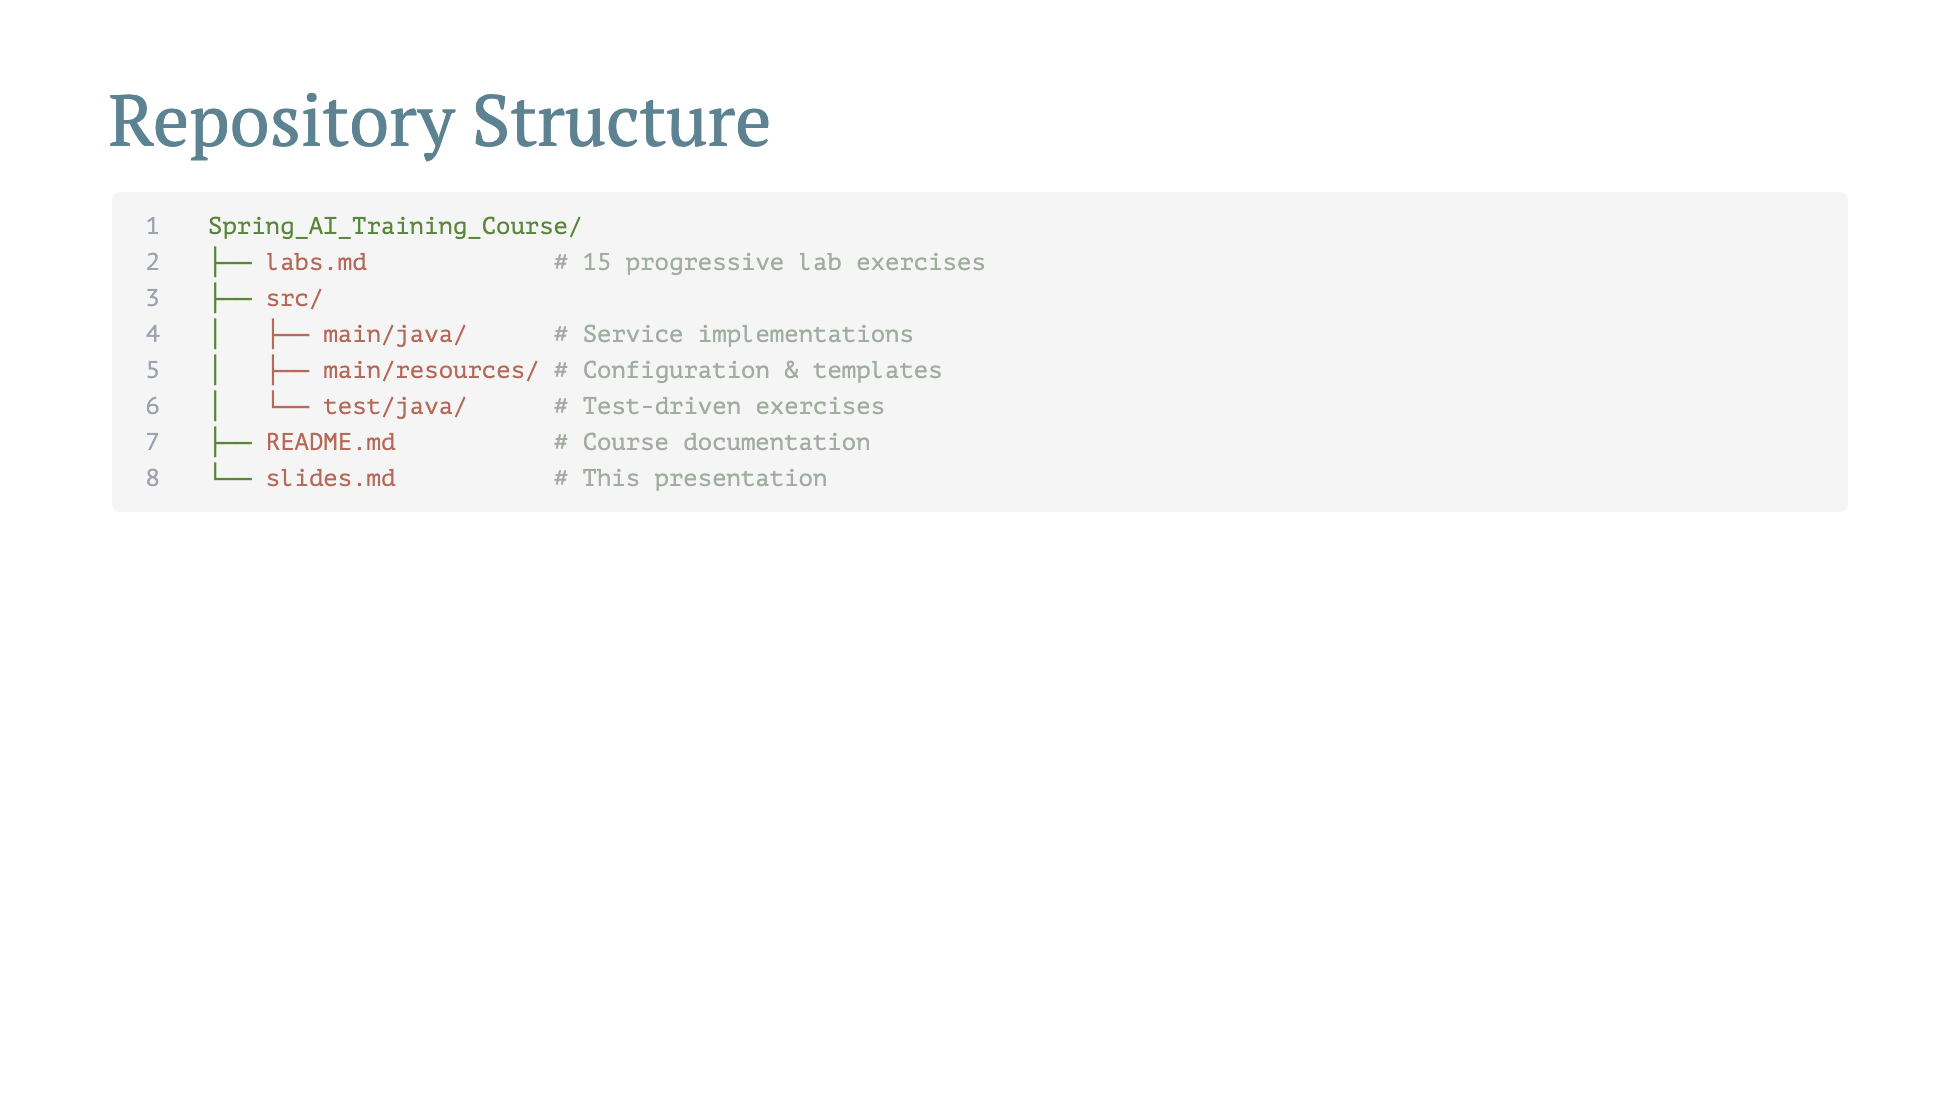 Repository Structure
1 Spring_AI_Training_Course/
2 ├── labs.md             # 15 progressive lab exercises
3 ├── src/
4 │   ├── main/java/      # Service implementations
5 │   ├── main/resources/ # Configuration & templates
6 │   └── test/java/      # Test-driven exercises
7 ├── README.md           # Course documentation
8 └── slides.md           # This presentation